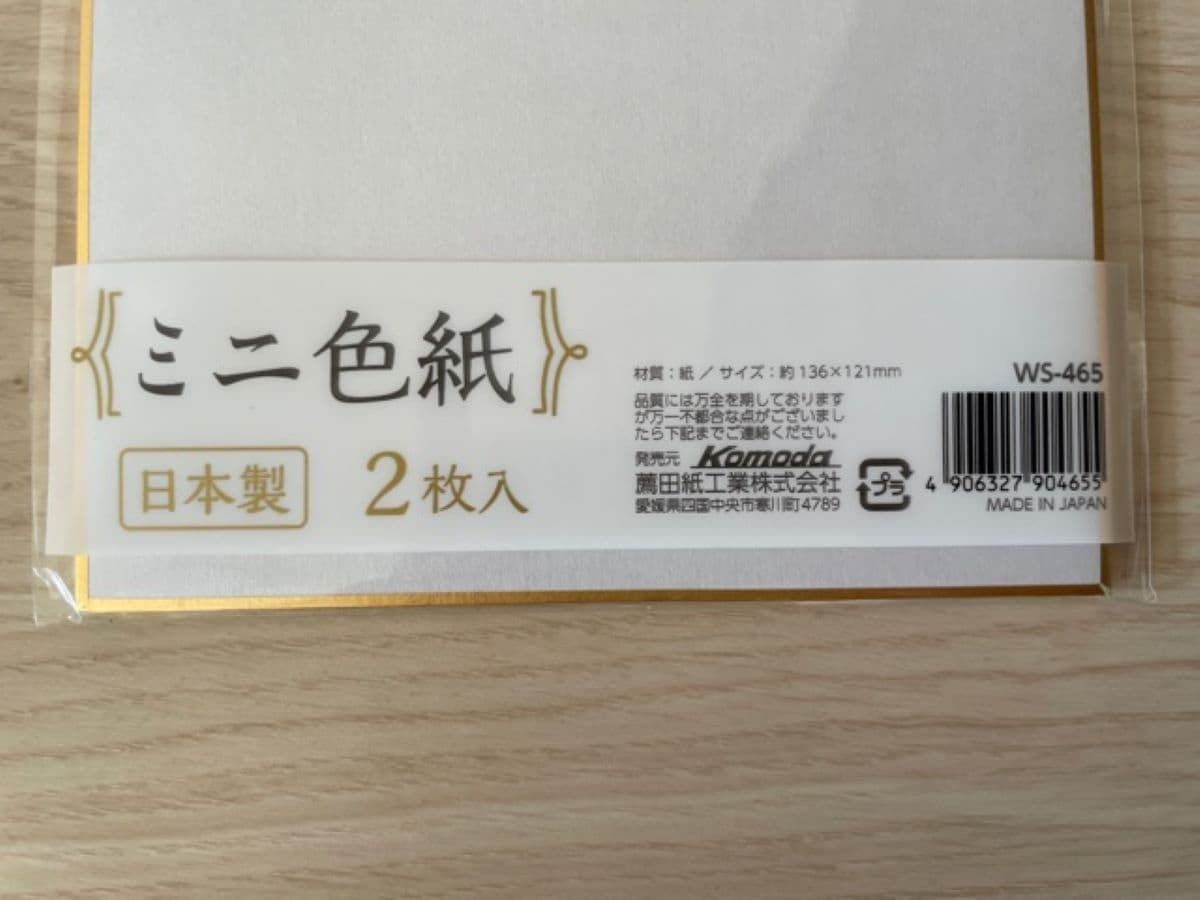 ミニ色紙
日本製
2枚入
材質：紙／サイズ：約136×121mm
品質には万全を期しております
が万一不都合な点がございまし
たら下記までご連絡ください。
発売元 Komoda
薦田紙工業株式会社
愛媛県四国中央市寒川町4789
プラ
WS-465
4 906327 904655
MADE IN JAPAN